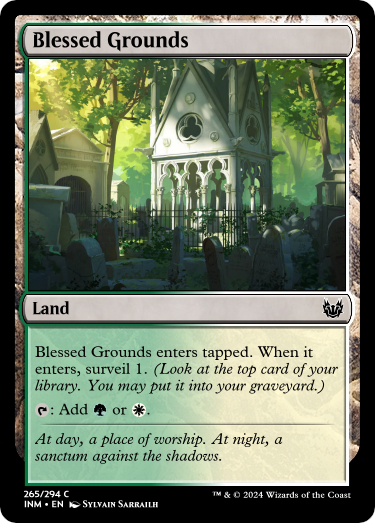 Blessed Grounds
Land
Blessed Grounds enters tapped. When it
enters, surveil 1. (Look at the top card of your
library. You may put it into your graveyard.)
: Add or .
At day, a place of worship. At night, a
sanctum against the shadows.
265/294 C
INM • EN Sylvain Sarrailh
™ & © 2024 Wizards of the Coast